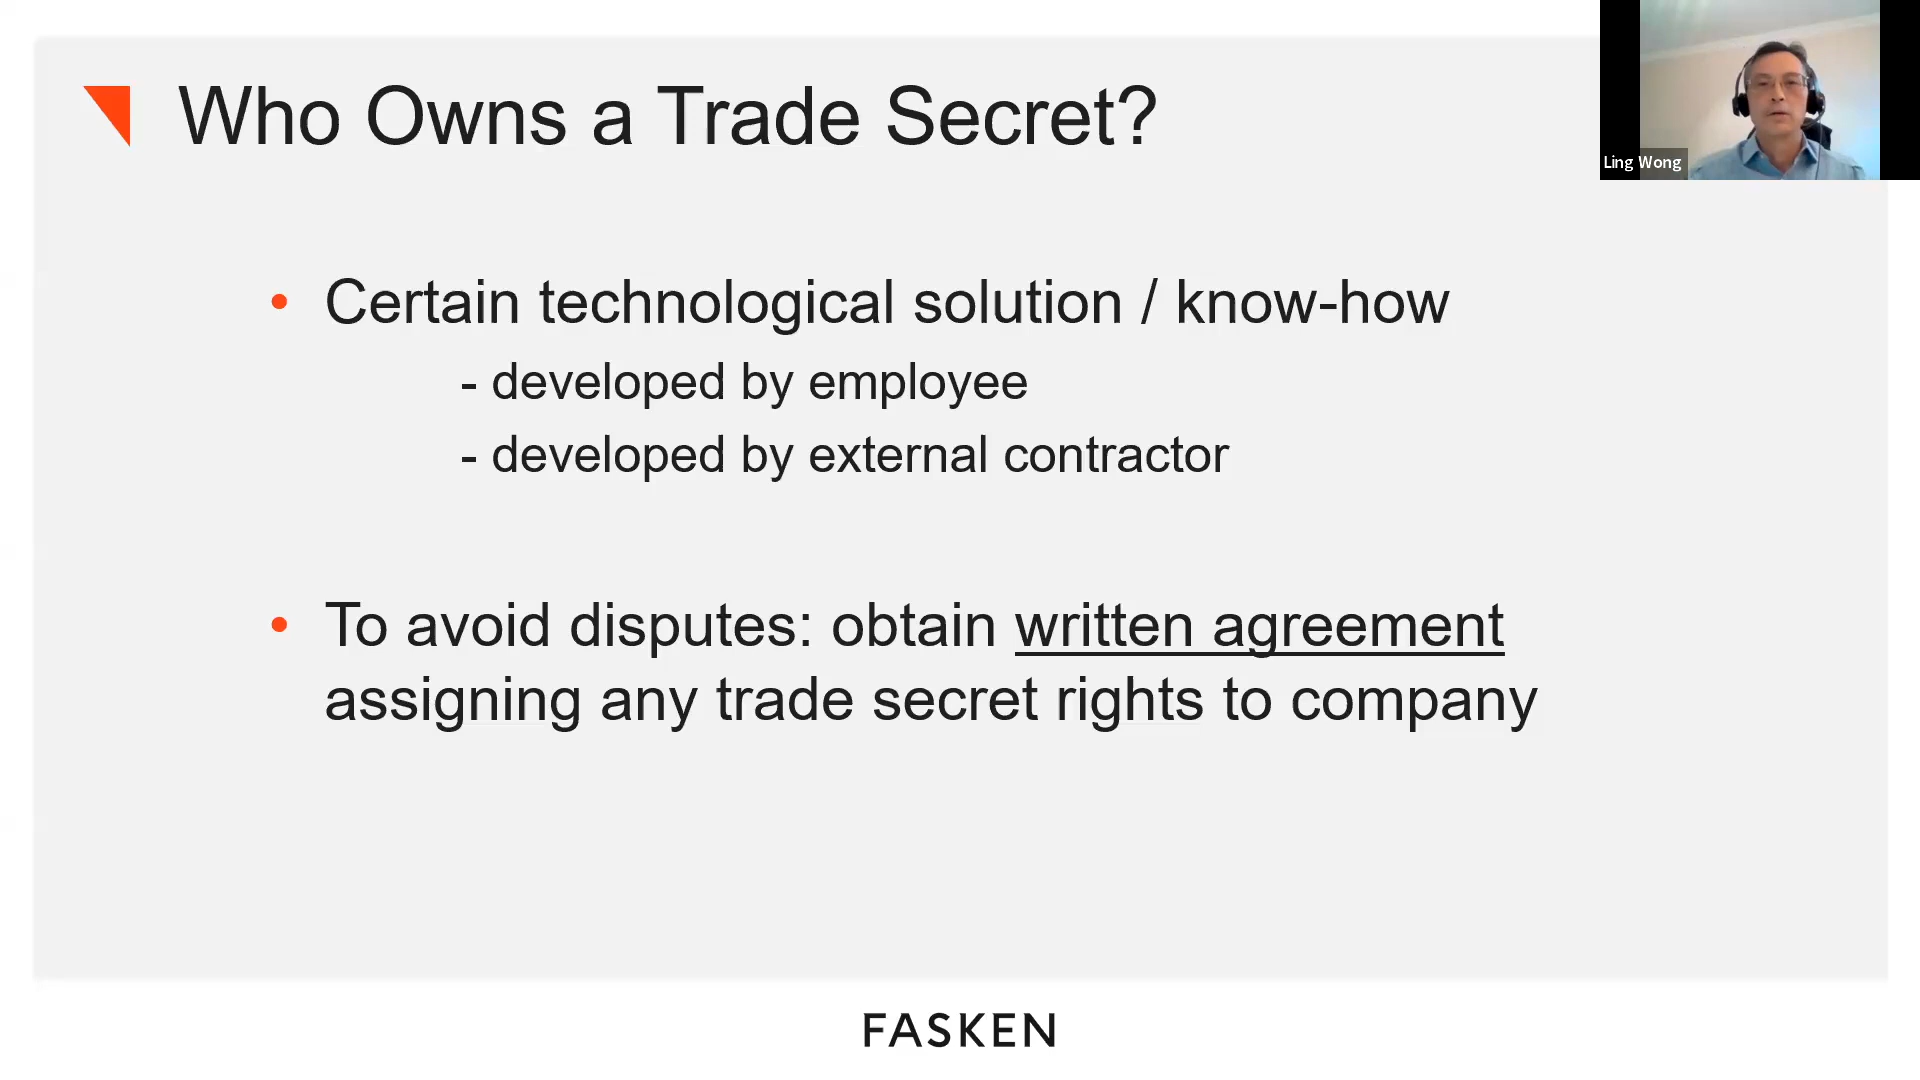 Who Owns a Trade Secret?
Ling Wong
• Certain technological solution / know-how
- developed by employee
- developed by external contractor
• To avoid disputes: obtain written agreement
assigning any trade secret rights to company
FASKEN